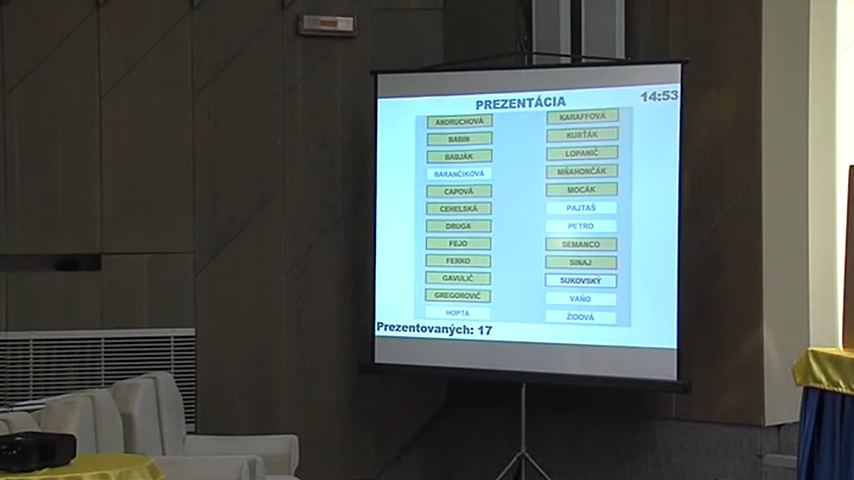 PREZENTÁCIA
14:53
ANDRUCHOVÁ
BABIN
BABJÁK
BARANČÍKOVÁ
CAPOVÁ
CEHELSKÁ
DRUGA
FEJO
FERKO
GAVULIČ
GREGOROVIČ
HOPTA
KARAFFOVÁ
KURŤÁK
LOPANIČ
MŇAHONČÁK
MOCÁK
PAJTAŠ
PETRO
SEMANCO
SINAJ
SUKOVSKÝ
VAŇO
ŽIDOVÁ
Prezentovaných: 17